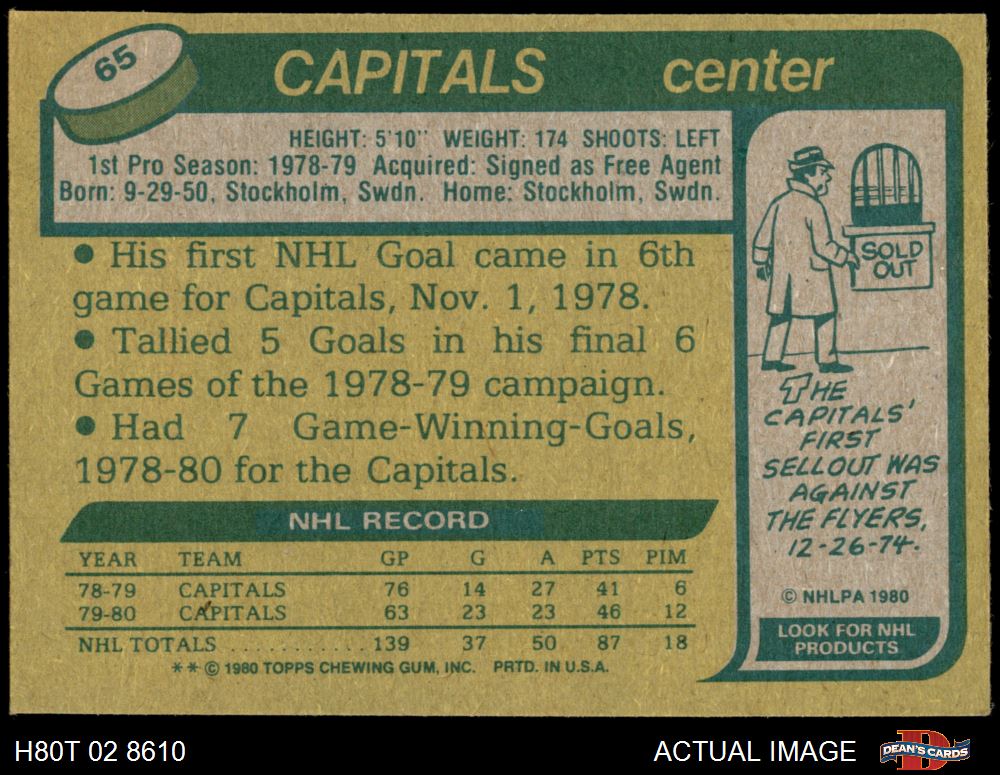 65
CAPITALS center
HEIGHT: 5'10" WEIGHT: 174 SHOOTS: LEFT
1st Pro Season: 1978-79 Acquired: Signed as Free Agent
Born: 9-29-50, Stockholm, Swdn. Home: Stockholm, Swdn.
• His first NHL Goal came in 6th
game for Capitals, Nov. 1, 1978.
• Tallied 5 Goals in his final 6
Games of the 1978-79 campaign.
• Had 7 Game-Winning-Goals,
1978-80 for the Capitals.
NHL RECORD
YEAR TEAM GP G A PTS PIM
78-79 CAPITALS 76 14 27 41 6
79-80 CAPITALS 63 23 23 46 12
NHL TOTALS ............ 139 37 50 87 18
** © 1980 TOPPS CHEWING GUM, INC. PRTD. IN U.S.A.
SOLD
OUT
THE
CAPITALS'
FIRST
SELLOUT WAS
AGAINST
THE FLYERS,
12-26-74.
© NHLPA 1980
LOOK FOR NHL
PRODUCTS
H80T 02 8610 ACTUAL IMAGE
D
DEAN'S CARDS